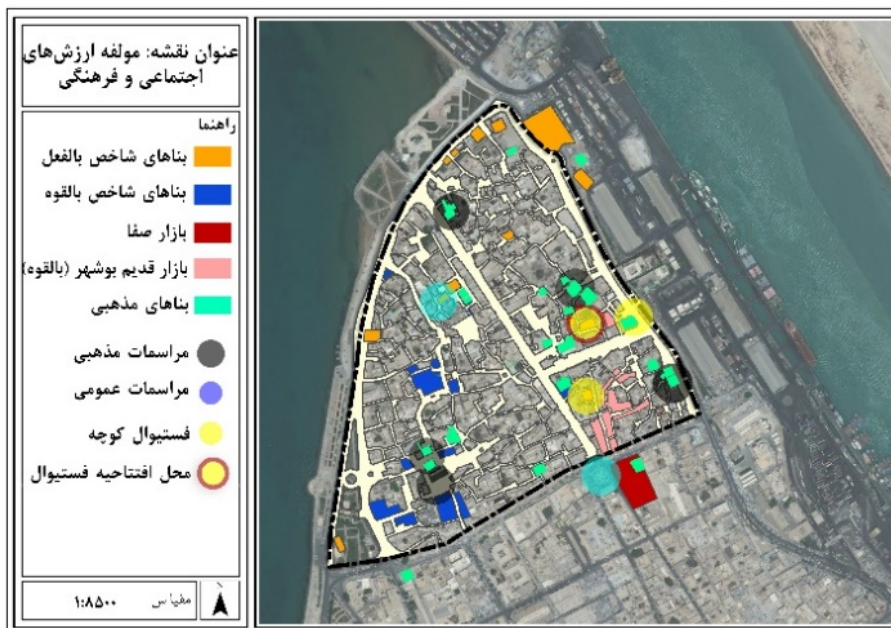 عنوان نقشه: مولفه ارزش‌های
اجتماعی و فرهنگی
راهنما
بناهای شاخص بالفعل
بناهای شاخص بالقوه
بازار صفا
بازار قدیم بوشهر (بالقوه)
بناهای مذهبی
مراسمات مذهبی
مراسمات عمومی
فستیوال کوچه
محل افتتاحیه فستیوال
مقیاس
۱:۸۵۰۰